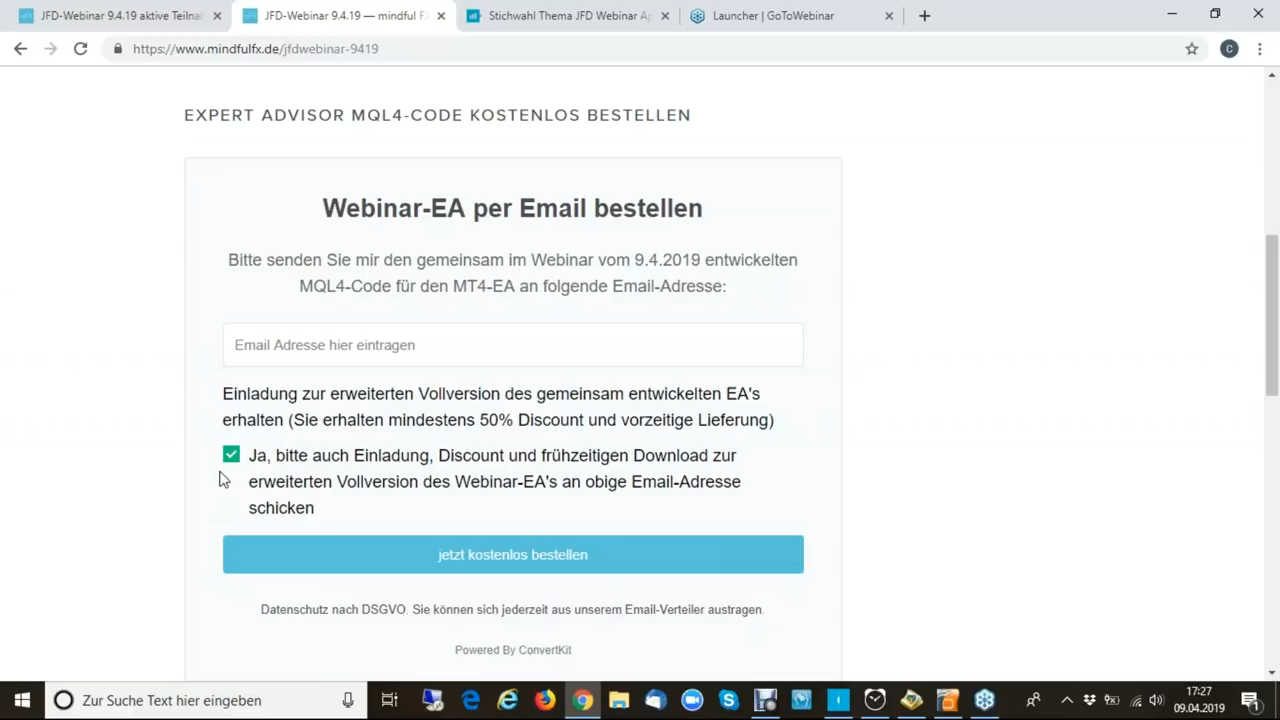 JFD-Webinar 9.4.19 aktive Teilnal
JFD-Webinar 9.4.19 — mindful F
Stichwahl Thema JFD Webinar A
Launcher | GoToWebinar
https://www.mindfulfx.de/jfdwebinar-9419
C
EXPERT ADVISOR MQL4-CODE KOSTENLOS BESTELLEN
Webinar-EA per Email bestellen
Bitte senden Sie mir den gemeinsam im Webinar vom 9.4.2019 entwickelten
MQL4-Code für den MT4-EA an folgende Email-Adresse:
Email Adresse hier eintragen
Einladung zur erweiterten Vollversion des gemeinsam entwickelten EA's
erhalten (Sie erhalten mindestens 50% Discount und vorzeitige Lieferung)
Ja, bitte auch Einladung, Discount und frühzeitigen Download zur
erweiterten Vollversion des Webinar-EA's an obige Email-Adresse
schicken
jetzt kostenlos bestellen
Datenschutz nach DSGVO. Sie können sich jederzeit aus unserem Email-Verteiler austragen.
Powered By ConvertKit
Zur Suche Text hier eingeben
17:27
09.04.2019
1